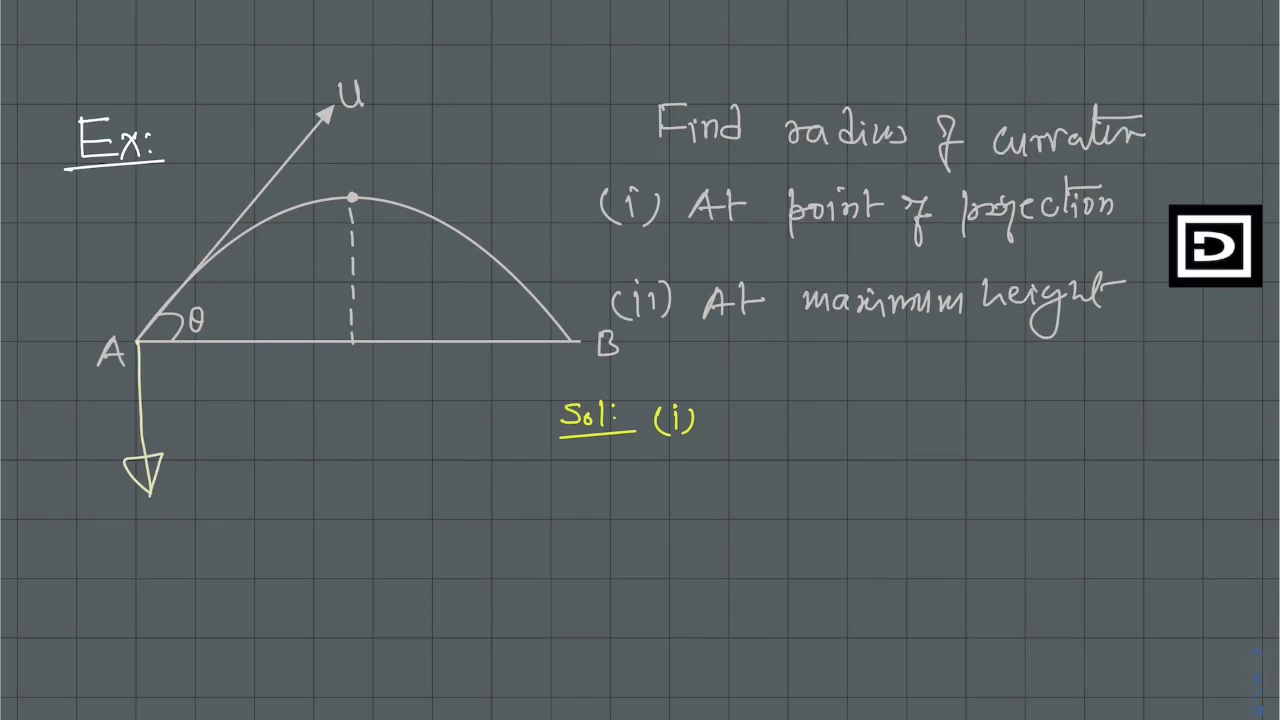 Ex:
U
θ
A
B
Find radius of curvature
(i) At point of projection
(ii) At maximum height
Sol: (i)
D